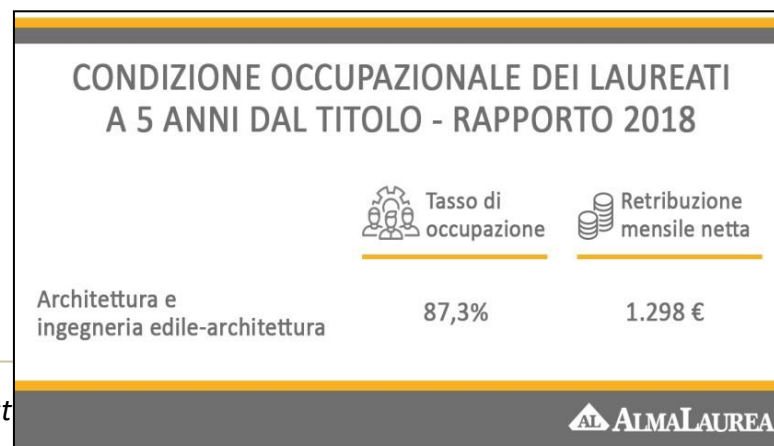 CONDIZIONE OCCUPAZIONALE DEI LAUREATI
A 5 ANNI DAL TITOLO - RAPPORTO 2018
Tasso di
occupazione
Retribuzione
mensile netta
Architettura e
ingegneria edile-architettura
87,3%
1.298 €
AL ALMALAUREA